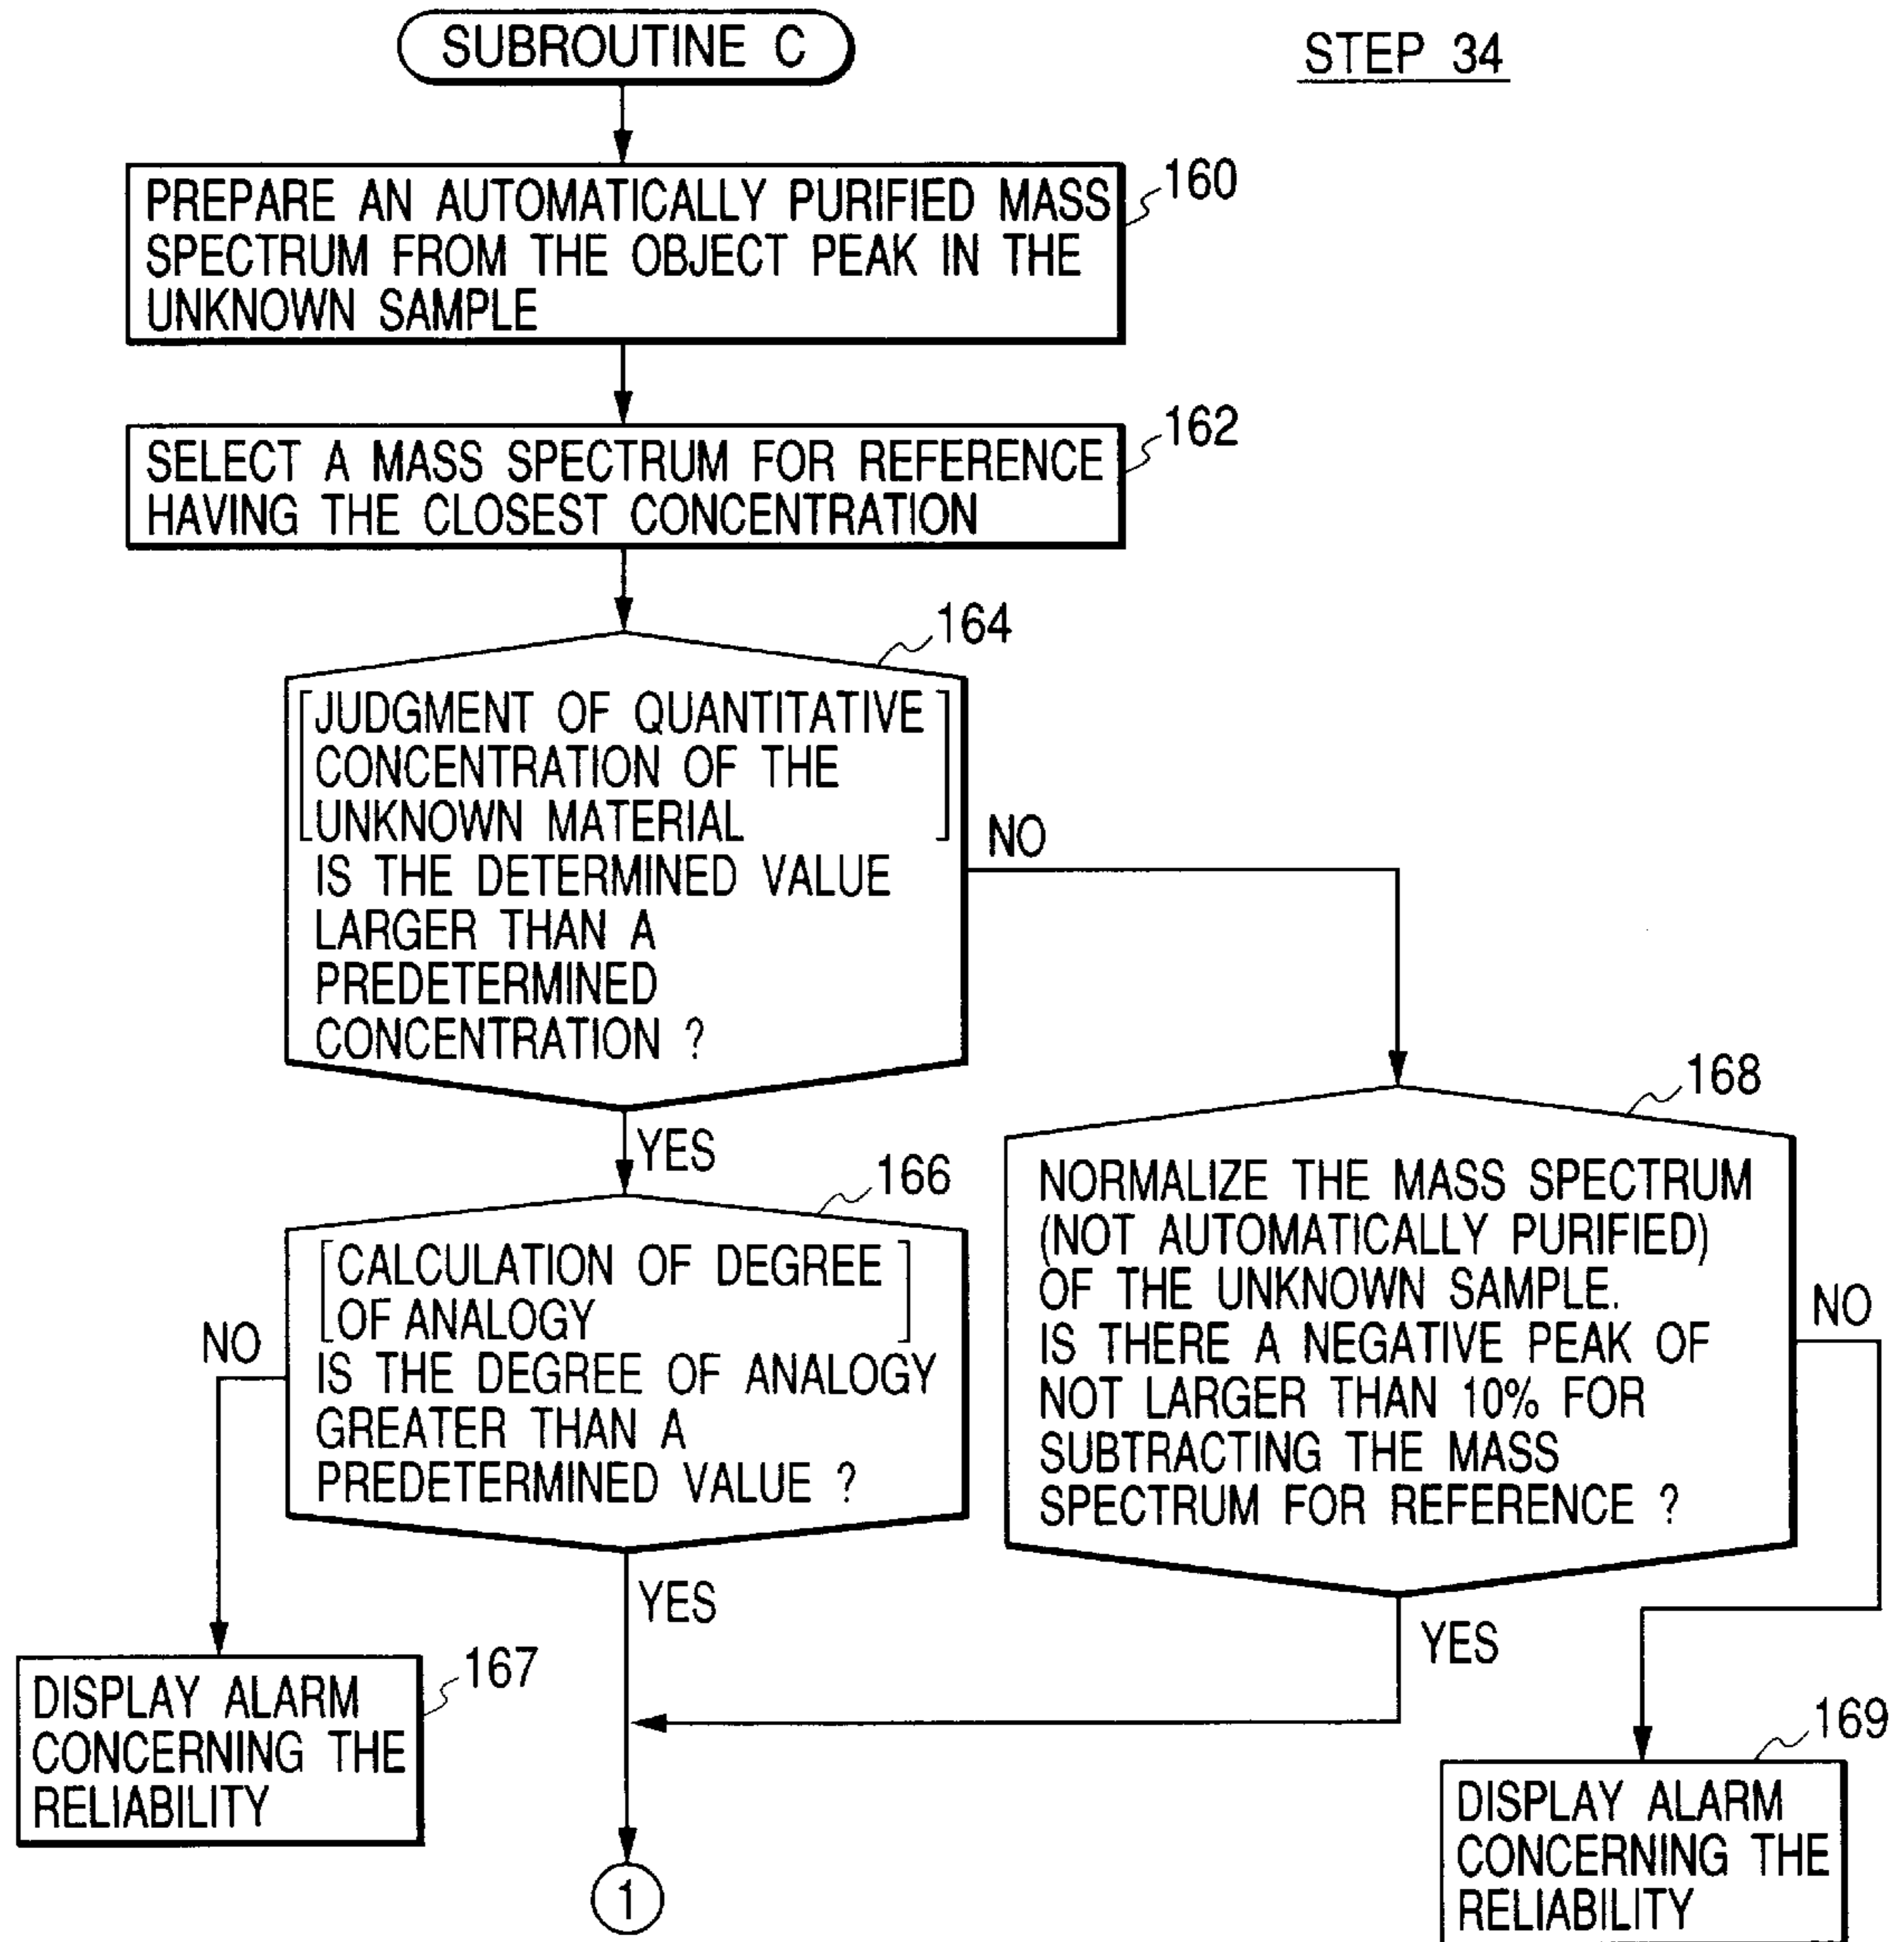 SUBROUTINE C
STEP 34
160
PREPARE AN AUTOMATICALLY PURIFIED MASS
SPECTRUM FROM THE OBJECT PEAK IN THE
UNKNOWN SAMPLE
162
SELECT A MASS SPECTRUM FOR REFERENCE
HAVING THE CLOSEST CONCENTRATION
164
[JUDGMENT OF QUANTITATIVE
CONCENTRATION OF THE
UNKNOWN MATERIAL]
IS THE DETERMINED VALUE
LARGER THAN A
PREDETERMINED
CONCENTRATION ?
NO
YES
166
[CALCULATION OF DEGREE
OF ANALOGY]
IS THE DEGREE OF ANALOGY
GREATER THAN A
PREDETERMINED VALUE ?
NO
YES
168
NORMALIZE THE MASS SPECTRUM
(NOT AUTOMATICALLY PURIFIED)
OF THE UNKNOWN SAMPLE.
IS THERE A NEGATIVE PEAK OF
NOT LARGER THAN 10% FOR
SUBTRACTING THE MASS
SPECTRUM FOR REFERENCE ?
NO
YES
167
DISPLAY ALARM
CONCERNING THE
RELIABILITY
169
DISPLAY ALARM
CONCERNING THE
RELIABILITY
1